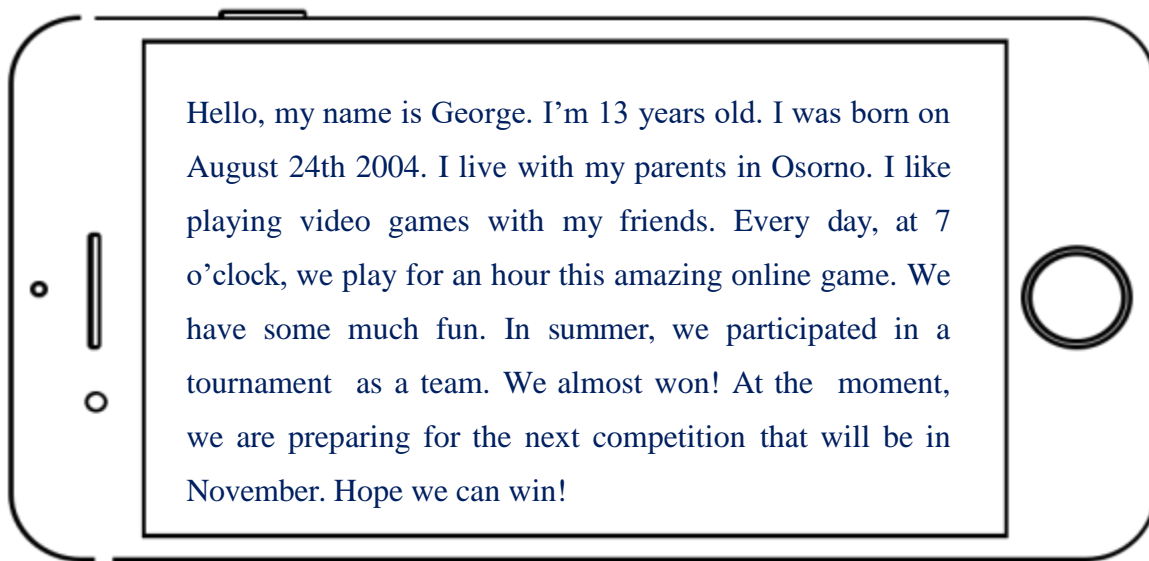 Hello, my name is George. I’m 13 years old. I was born on
August 24th 2004. I live with my parents in Osorno. I like
playing video games with my friends. Every day, at 7
o’clock, we play for an hour this amazing online game. We
have some much fun. In summer, we participated in a
tournament as a team. We almost won! At the moment,
we are preparing for the next competition that will be in
November. Hope we can win!